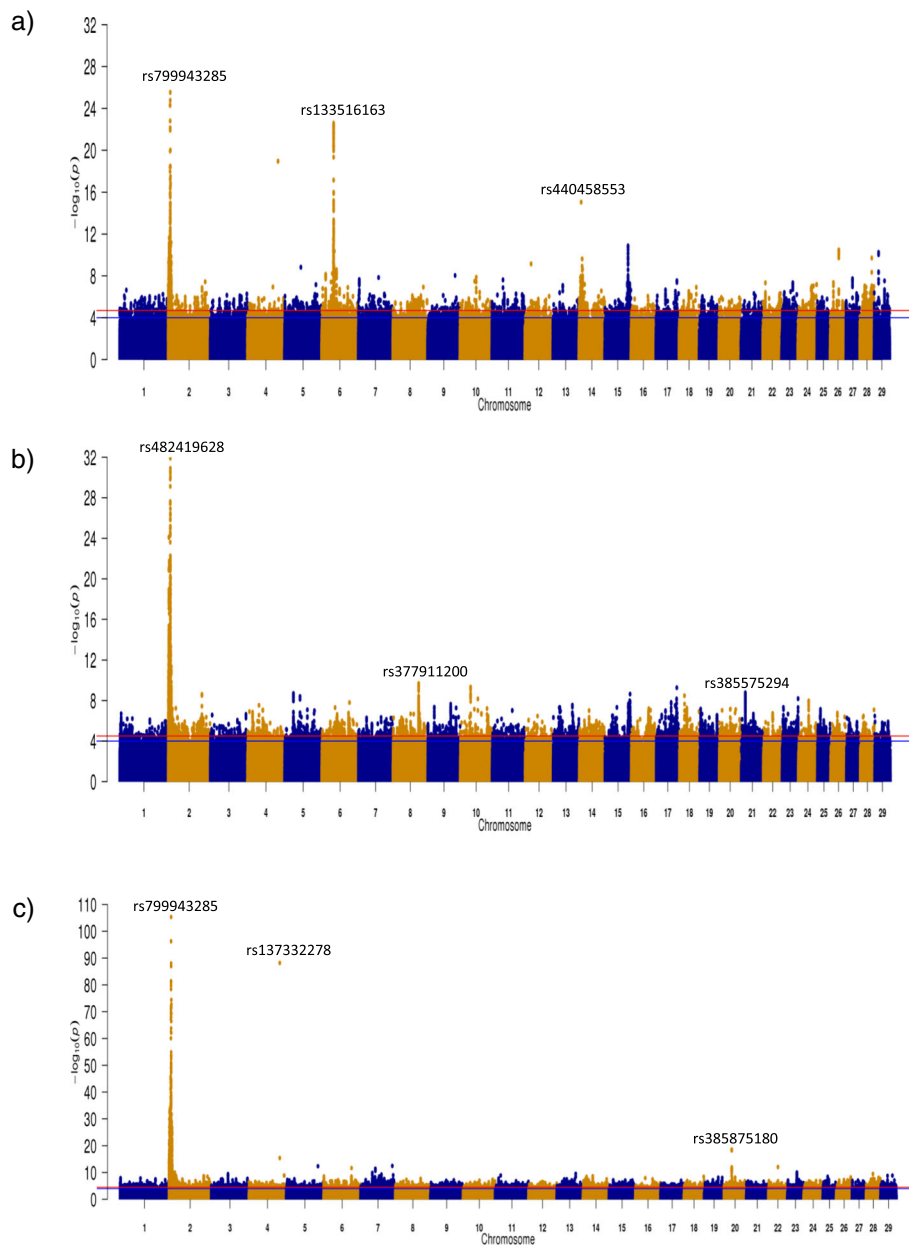 a)
32
28
24
20
16
12
8
4
0
−log₁₀(p)
rs799943285
rs133516163
rs440458553
1 2 3 4 5 6 7 8 9 10 11 12 13 14 15 16 17 18 19 20 21 22 23 24 25 26 27 28 29
Chromosome
b)
32
28
24
20
16
12
8
4
0
−log₁₀(p)
rs482419628
rs377911200
rs385575294
1 2 3 4 5 6 7 8 9 10 11 12 13 14 15 16 17 18 19 20 21 22 23 24 25 26 27 28 29
Chromosome
c)
110
100
90
80
70
60
50
40
30
20
10
0
−log₁₀(p)
rs799943285
rs137332278
rs385875180
1 2 3 4 5 6 7 8 9 10 11 12 13 14 15 16 17 18 19 20 21 22 23 24 25 26 27 28 29
Chromosome